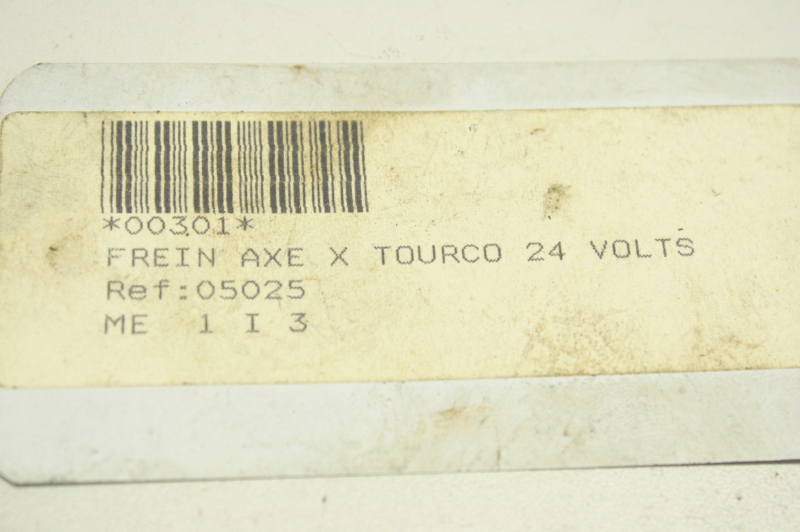 *00301*
FREIN AXE X TOURCO 24 VOLTS
Ref:05025
ME 1 I 3